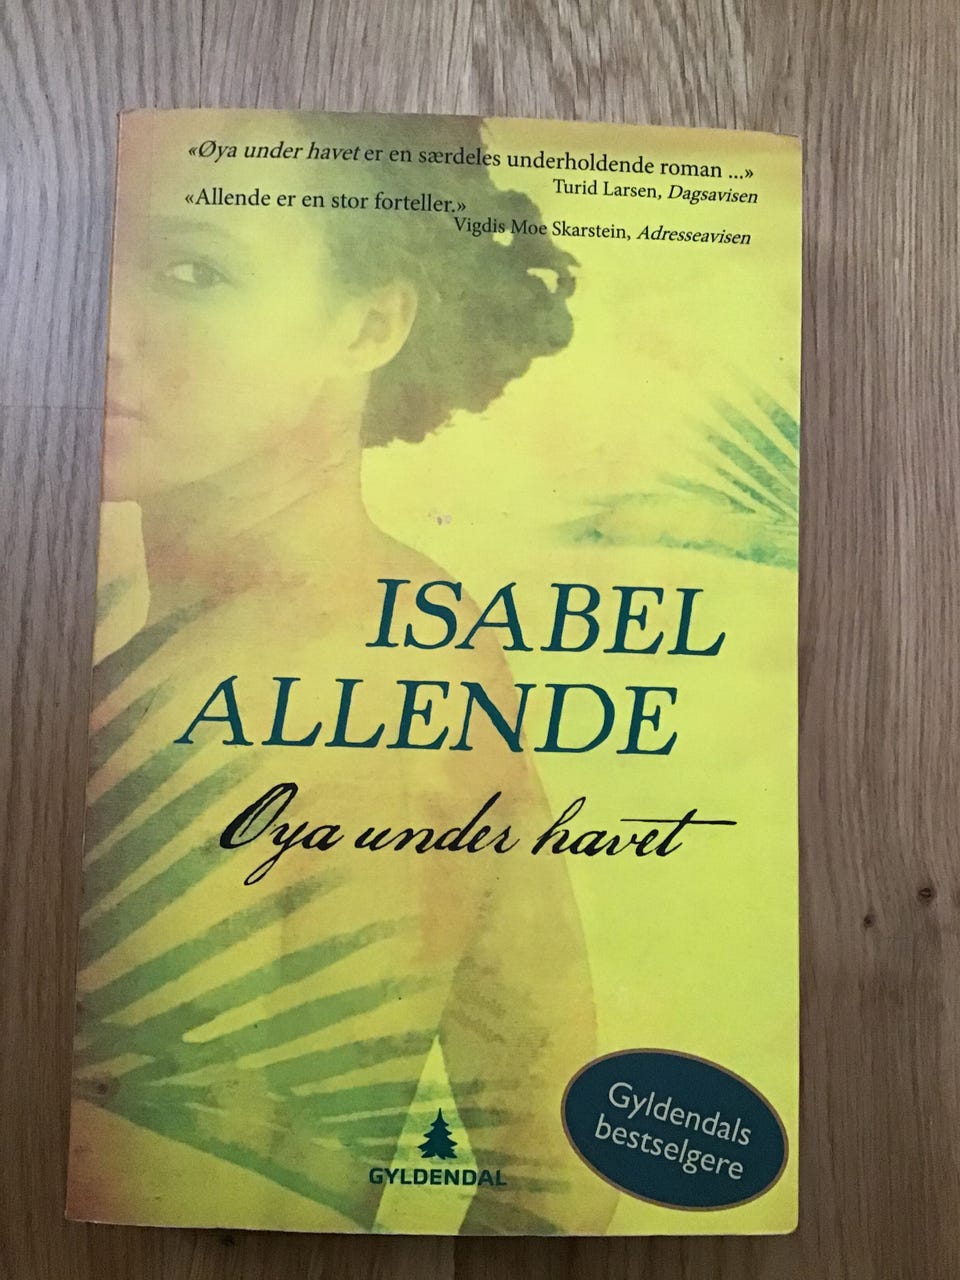 «Øya under havet er en særdeles underholdende roman ...»
Turid Larsen, Dagsavisen
«Allende er en stor forteller.»
Vigdis Moe Skarstein, Adresseavisen
ISABEL
ALLENDE
Øya under havet
GYLDENDAL
Gyldendals
bestselgere